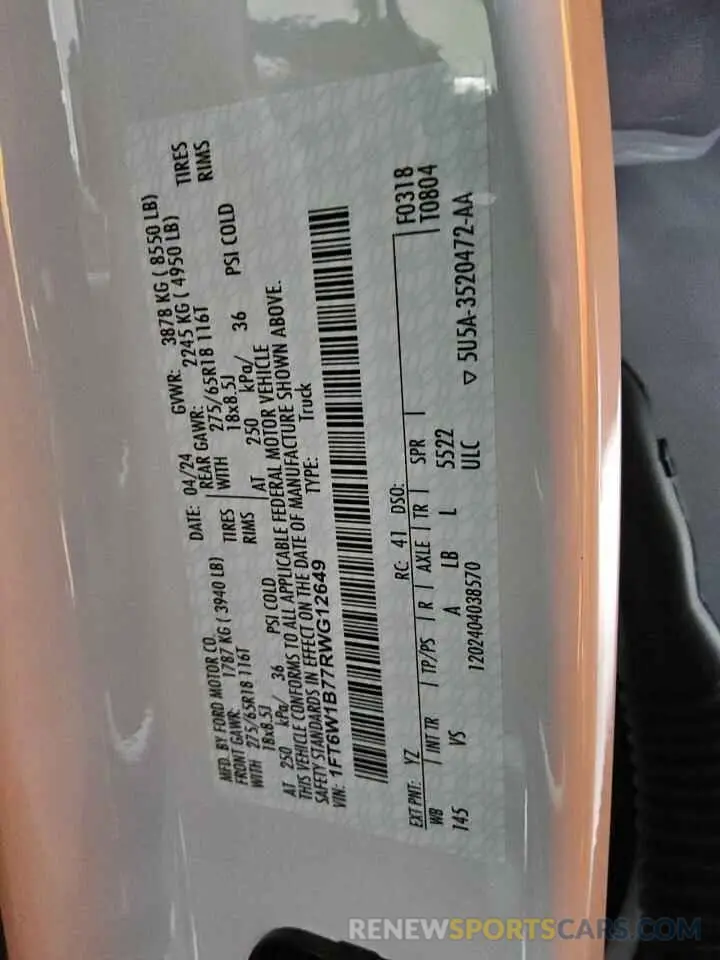 MFD. BY FORD MOTOR CO. DATE: 04/24 GVWR: 3878 KG ( 8550 LB)
FRONT GAWR: 1787 KG ( 3940 LB) REAR GAWR: 2245 KG ( 4950 LB)
WITH 275/65R18 116T TIRES WITH 275/65R18 116T TIRES
18x8.5J RIMS 18x8.5J RIMS
AT 250 kPa/ 36 PSI COLD AT 250 kPa/ 36 PSI COLD
THIS VEHICLE CONFORMS TO ALL APPLICABLE FEDERAL MOTOR VEHICLE
SAFETY STANDARDS IN EFFECT ON THE DATE OF MANUFACTURE SHOWN ABOVE.
VIN: 1FT6W1B77RWG12649 TYPE: Truck
F0318
EXT PNT: YZ RC: 41 DSO: T0804
WB INT TR TP/PS R AXLE TR SPR
145 VS A LB L 5522 ▽ 5U5A-3520472-AA
1202404038570 ULC
RENEWSPORTSCARS.COM